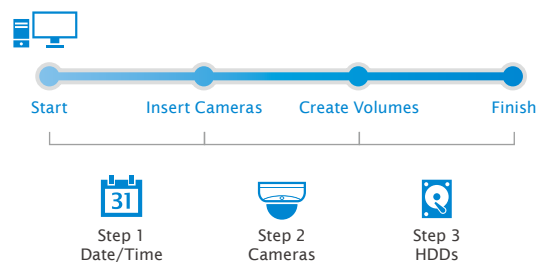 Start
Insert Cameras
Create Volumes
Finish
31
Step 1
Date/Time
Step 2
Cameras
Step 3
HDDs